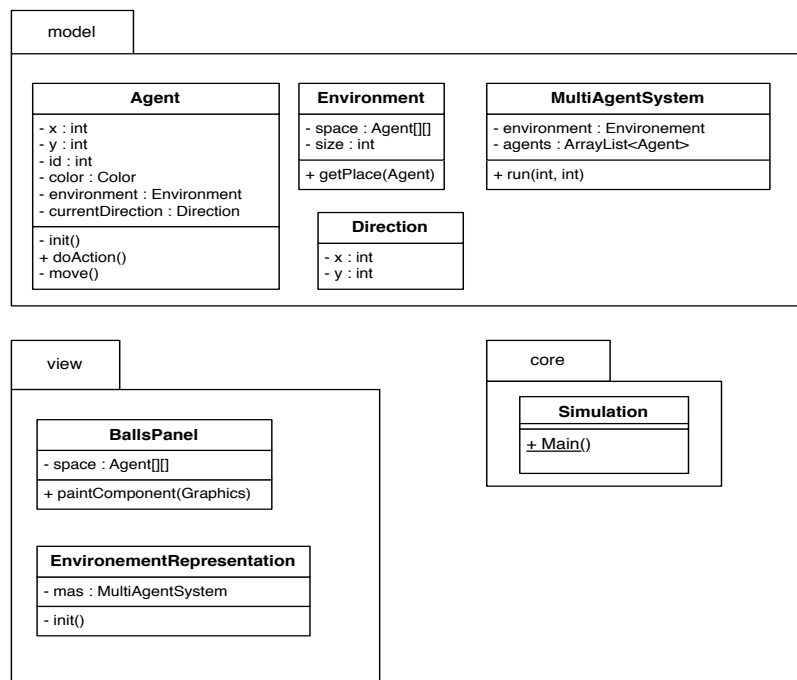 model
Agent
- x : int
- y : int
- id : int
- color : Color
- environment : Environment
- currentDirection : Direction
- init()
+ doAction()
- move()
Environment
- space : Agent[][]
- size : int
+ getPlace(Agent)
MultiAgentSystem
- environment : Environement
- agents : ArrayList<Agent>
+ run(int, int)
Direction
- x : int
- y : int
view
BallsPanel
- space : Agent[][]
+ paintComponent(Graphics)
EnvironementRepresentation
- mas : MultiAgentSystem
- init()
core
Simulation
+ Main()